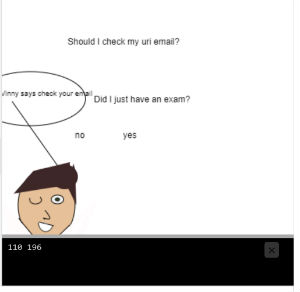 Should I check my uri email?
Vinny says check your email
Did I just have an exam?
no yes
110 196